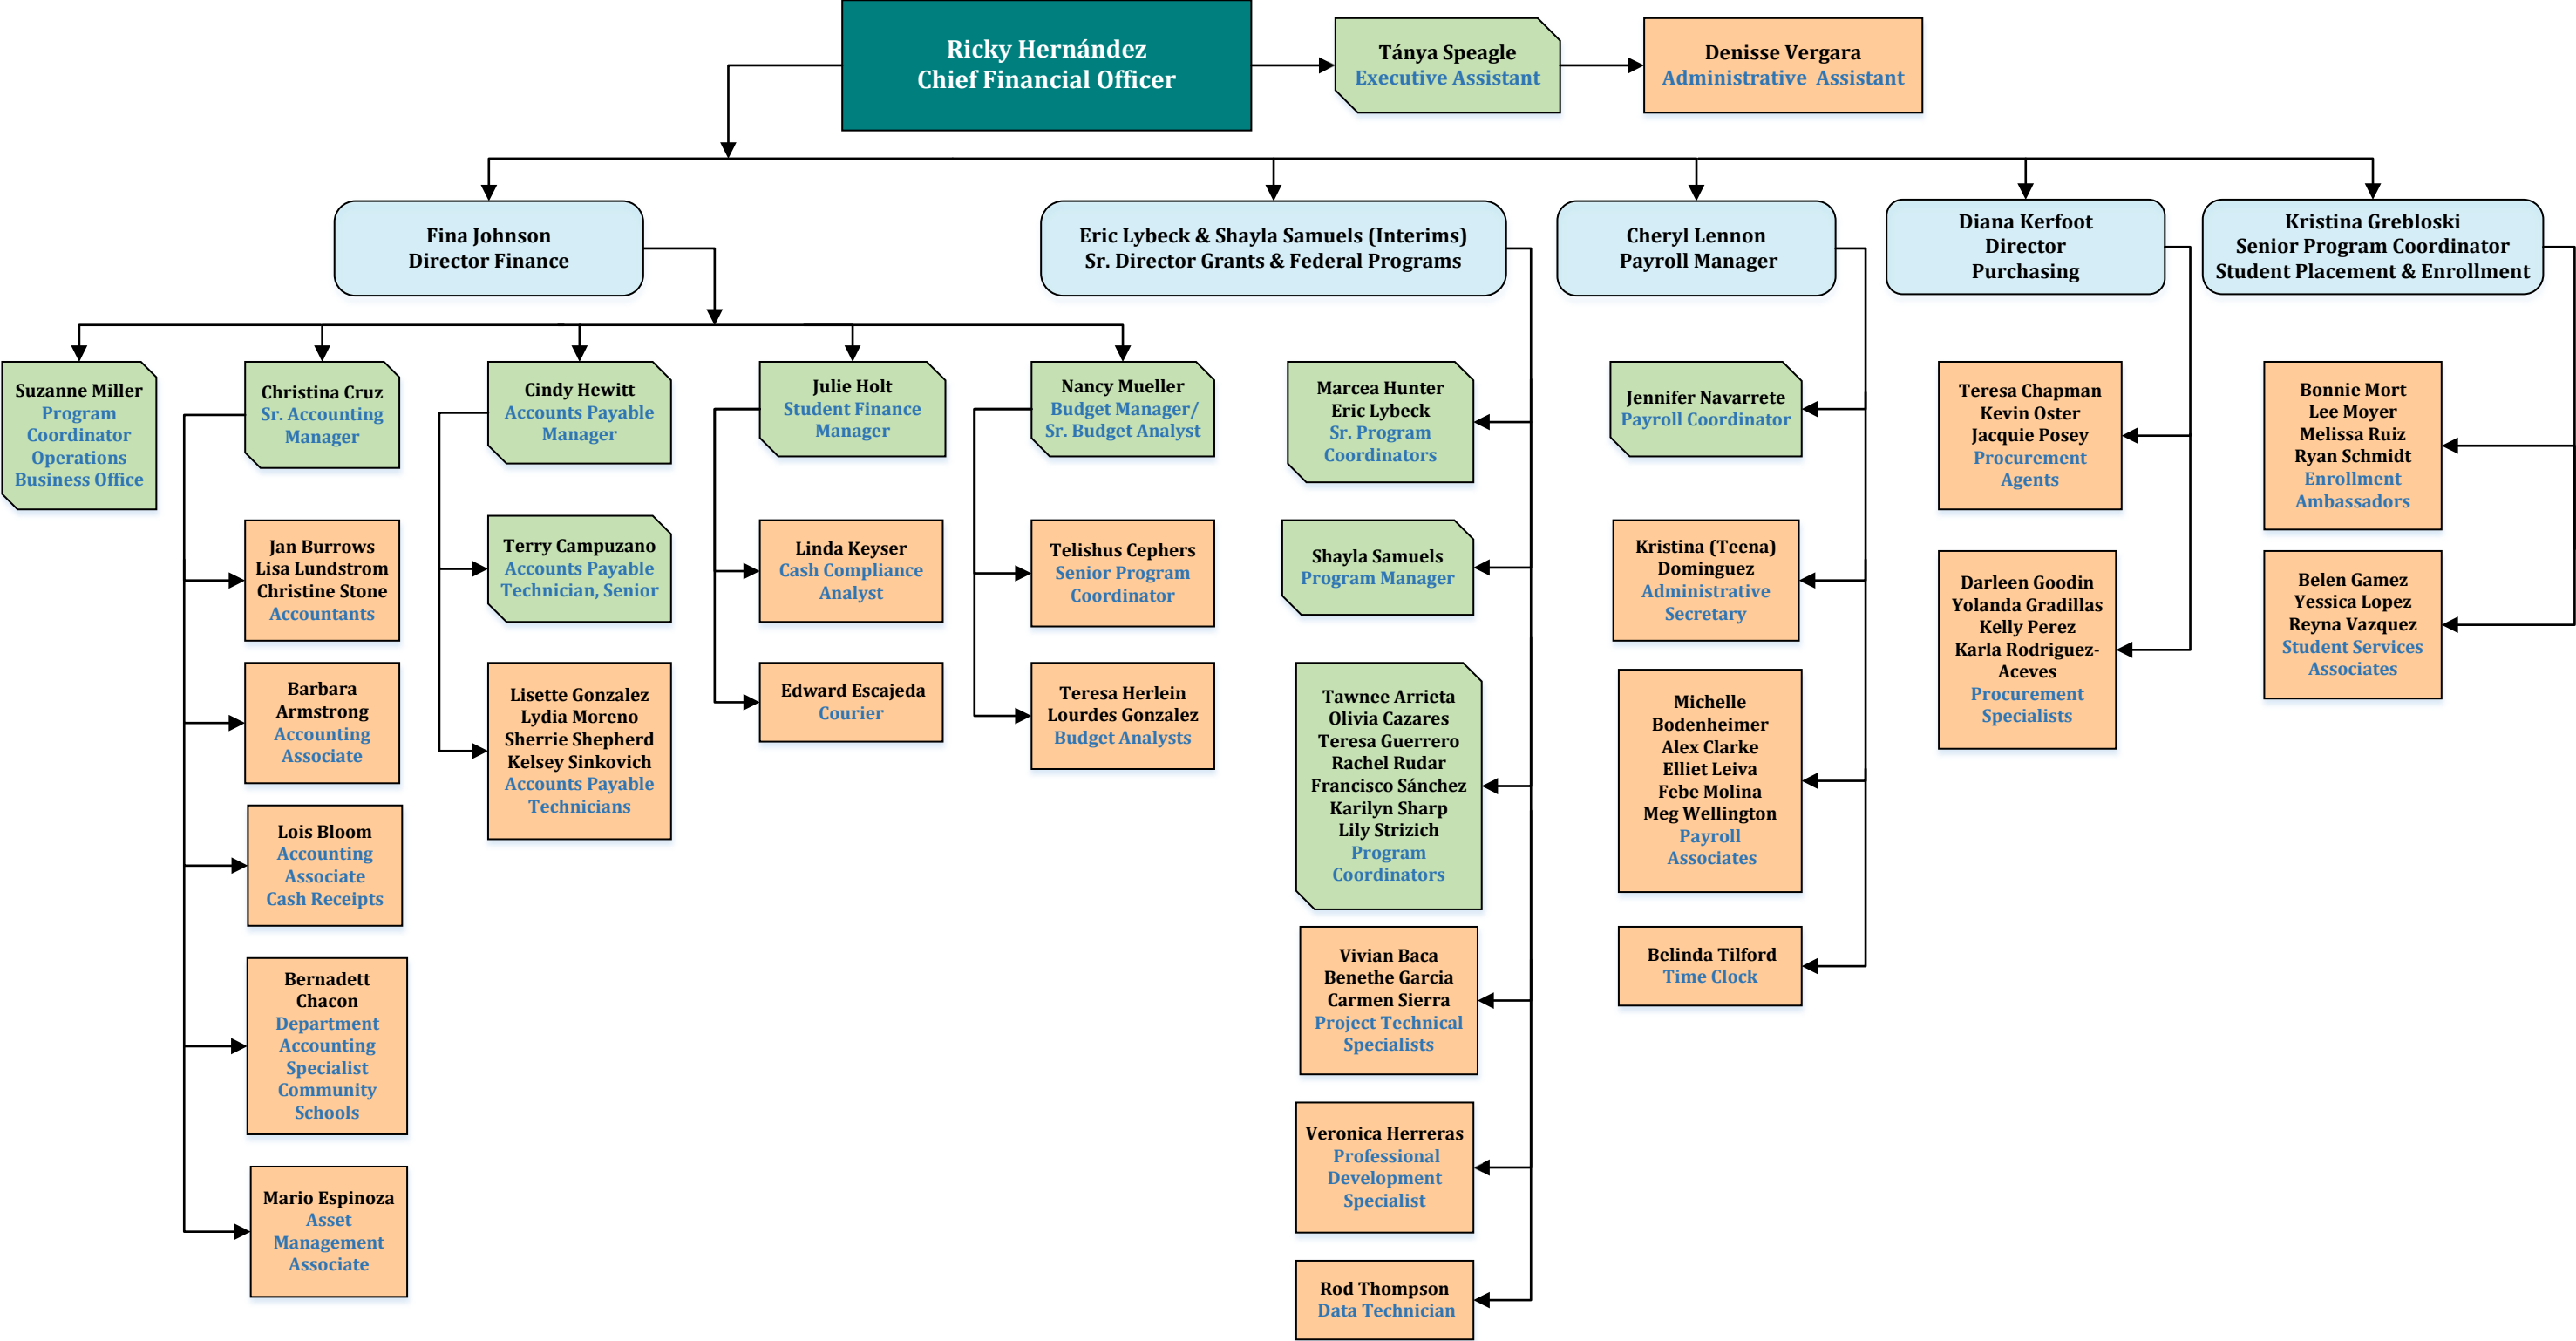 Ricky Hernández
Chief Financial Officer
Tánya Speagle
Executive Assistant
Denisse Vergara
Administrative Assistant
Fina Johnson
Director Finance
Eric Lybeck & Shayla Samuels (Interims)
Sr. Director Grants & Federal Programs
Cheryl Lennon
Payroll Manager
Diana Kerfoot
Director
Purchasing
Kristina Grebloski
Senior Program Coordinator
Student Placement & Enrollment
Suzanne Miller
Program
Coordinator
Operations
Business Office
Christina Cruz
Sr. Accounting
Manager
Jan Burrows
Lisa Lundstrom
Christine Stone
Accountants
Barbara
Armstrong
Accounting
Associate
Lois Bloom
Accounting
Associate
Cash Receipts
Bernadett
Chacon
Department
Accounting
Specialist
Community
Schools
Mario Espinoza
Asset
Management
Associate
Cindy Hewitt
Accounts Payable
Manager
Terry Campuzano
Accounts Payable
Technician, Senior
Lisette Gonzalez
Lydia Moreno
Sherrie Shepherd
Kelsey Sinkovich
Accounts Payable
Technicians
Julie Holt
Student Finance
Manager
Linda Keyser
Cash Compliance
Analyst
Edward Escajeda
Courier
Nancy Mueller
Budget Manager/
Sr. Budget Analyst
Telishus Cephers
Senior Program
Coordinator
Teresa Herlein
Lourdes Gonzalez
Budget Analysts
Marcea Hunter
Eric Lybeck
Sr. Program
Coordinators
Shayla Samuels
Program Manager
Tawnee Arrieta
Olivia Cazares
Teresa Guerrero
Rachel Rudar
Francisco Sánchez
Karilyn Sharp
Lily Strizich
Program
Coordinators
Vivian Baca
Benethe Garcia
Carmen Sierra
Project Technical
Specialists
Veronica Herreras
Professional
Development
Specialist
Rod Thompson
Data Technician
Jennifer Navarrete
Payroll Coordinator
Kristina (Teena)
Dominguez
Administrative
Secretary
Michelle
Bodenheimer
Alex Clarke
Elliet Leiva
Febe Molina
Meg Wellington
Payroll
Associates
Belinda Tilford
Time Clock
Teresa Chapman
Kevin Oster
Jacquie Posey
Procurement
Agents
Darleen Goodin
Yolanda Gradillas
Kelly Perez
Karla Rodriguez-
Aceves
Procurement
Specialists
Bonnie Mort
Lee Moyer
Melissa Ruiz
Ryan Schmidt
Enrollment
Ambassadors
Belen Gamez
Yessica Lopez
Reyna Vazquez
Student Services
Associates